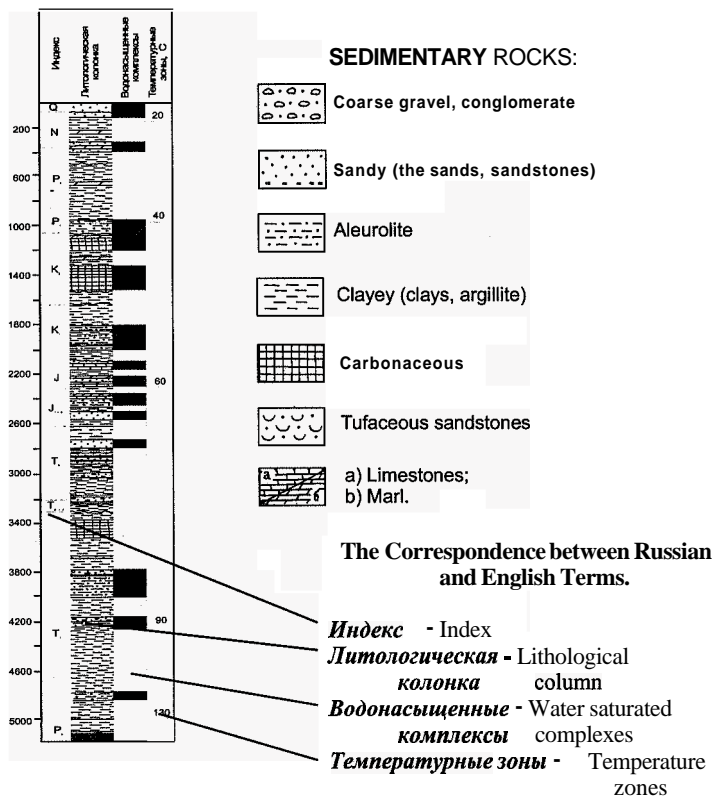 Индекс
Литологическая
колонка
Водонасыщенные
комплексы
Температурные
зоны, С
Q
20
200
N
600
P.
P.
40
1000
K,
1400
1800
K
2200
J
60
J...
2600
T.
3000
T,
3400
3800
4200
90
T.
4600
5000
P.
SEDIMENTARY ROCKS:
Coarse gravel, conglomerate
Sandy (the sands, sandstones)
Aleurolite
Clayey (clays, argillite)
Carbonaceous
Tufaceous sandstones
a
б
a) Limestones;
b) Marl.
The Correspondence between Russian
and English Terms.
Индекс - Index
Литологическая - Lithological
колонка column
Водонасыщенные - Water saturated
комплексы complexes
Температурные зоны - Temperature
zones